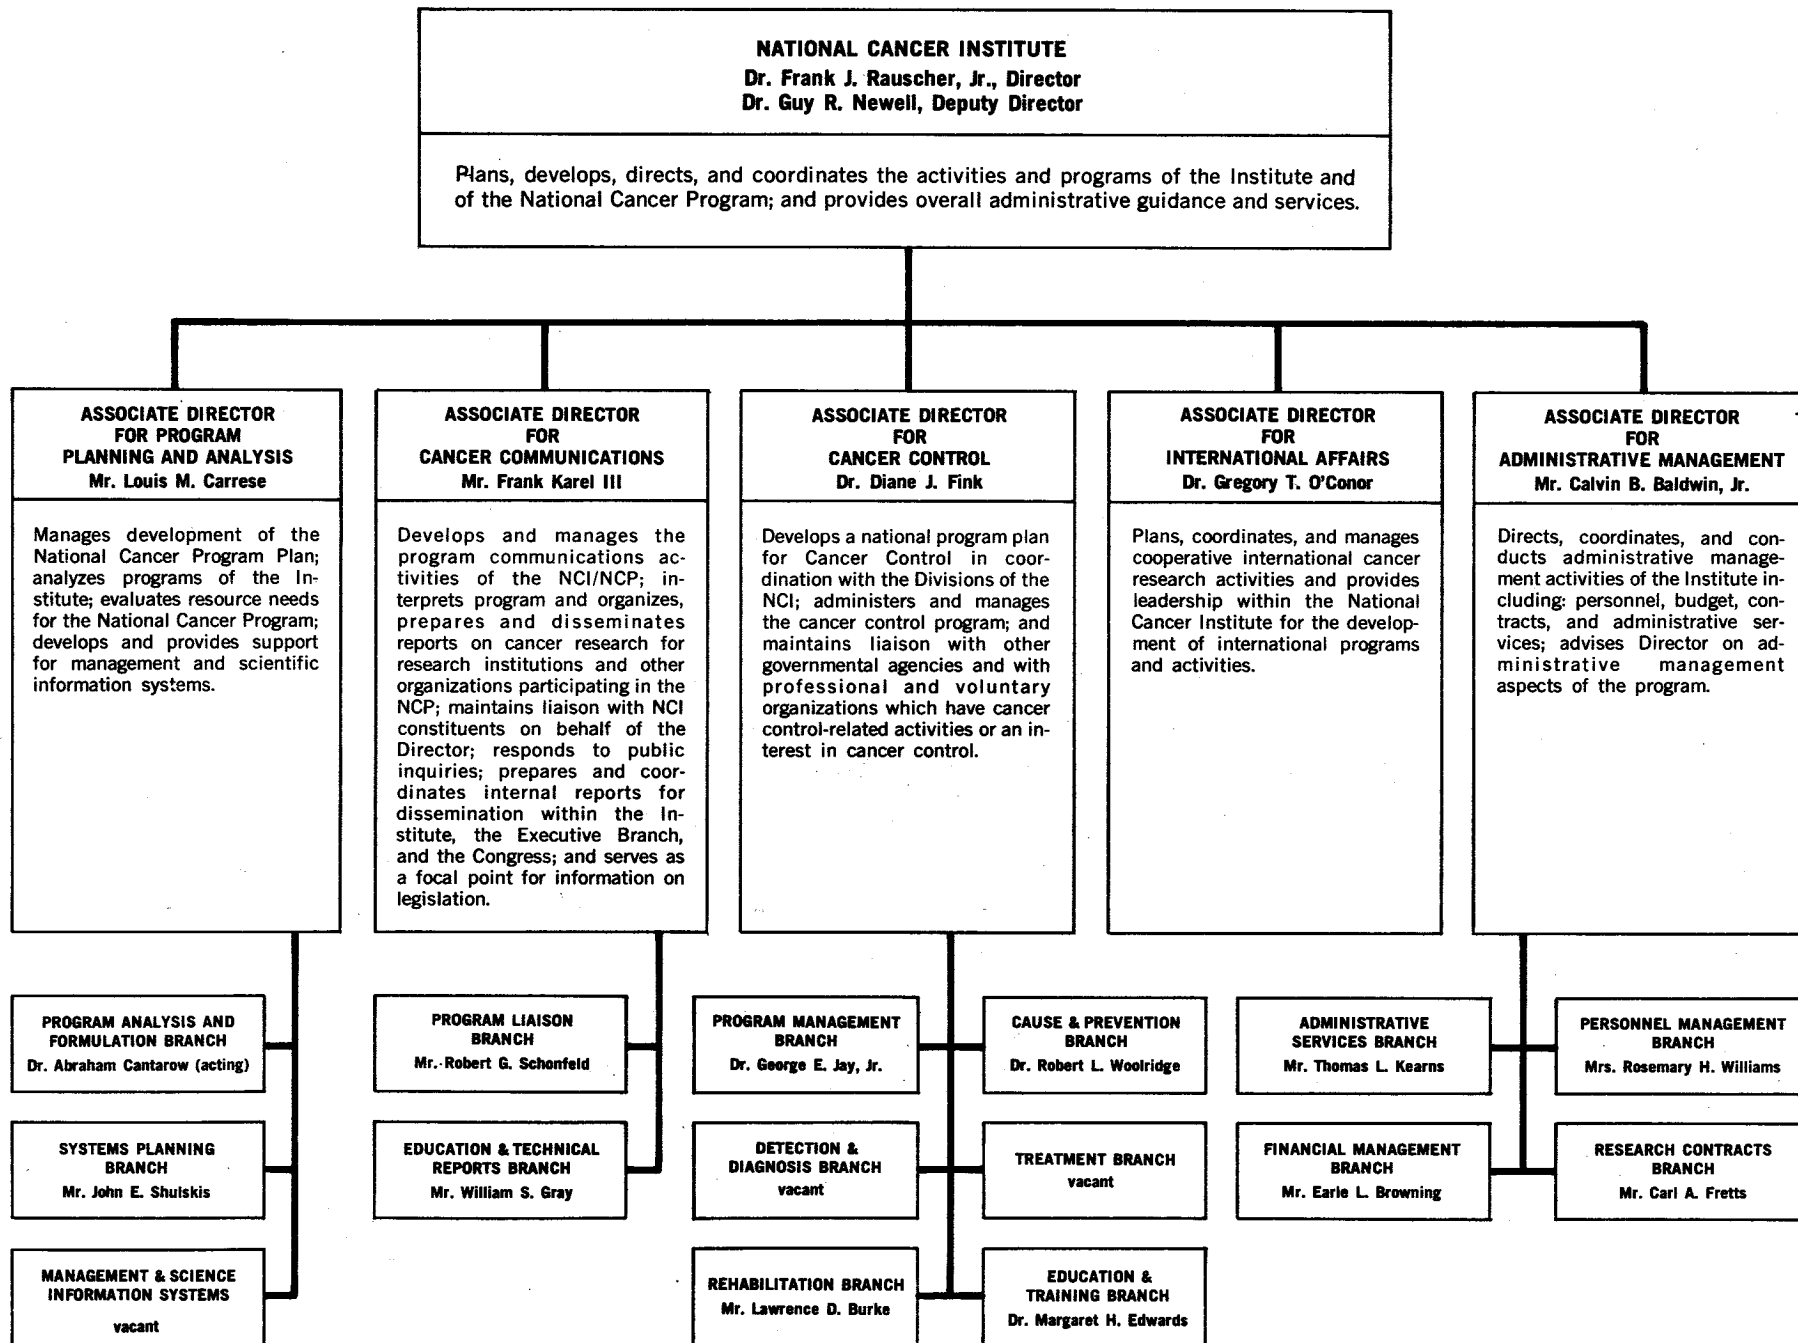 NATIONAL CANCER INSTITUTE
Dr. Frank J. Rauscher, Jr., Director
Dr. Guy R. Newell, Deputy Director
Plans, develops, directs, and coordinates the activities and programs of the Institute and
of the National Cancer Program; and provides overall administrative guidance and services.
ASSOCIATE DIRECTOR
FOR PROGRAM
PLANNING AND ANALYSIS
Mr. Louis M. Carrese
Manages development of the
National Cancer Program Plan;
analyzes programs of the In-
stitute; evaluates resource needs
for the National Cancer Program;
develops and provides support
for management and scientific
information systems.
ASSOCIATE DIRECTOR
FOR
CANCER COMMUNICATIONS
Mr. Frank Karel III
Develops and manages the
program communications ac-
tivities of the NCI/NCP; in-
terprets program and organizes,
prepares and disseminates
reports on cancer research for
research institutions and other
organizations participating in the
NCP; maintains liaison with NCI
constituents on behalf of the
Director; responds to public
inquiries; prepares and coor-
dinates internal reports for
dissemination within the In-
stitute, the Executive Branch,
and the Congress; and serves as
a focal point for information on
legislation.
ASSOCIATE DIRECTOR
FOR
CANCER CONTROL
Dr. Diane J. Fink
Develops a national program plan
for Cancer Control in coor-
dination with the Divisions of the
NCI; administers and manages
the cancer control program; and
maintains liaison with other
governmental agencies and with
professional and voluntary
organizations which have cancer
control-related activities or an in-
terest in cancer control.
ASSOCIATE DIRECTOR
FOR
INTERNATIONAL AFFAIRS
Dr. Gregory T. O'Conor
Plans, coordinates, and manages
cooperative international cancer
research activities and provides
leadership within the National
Cancer Institute for the develop-
ment of international programs
and activities.
ASSOCIATE DIRECTOR
FOR
ADMINISTRATIVE MANAGEMENT
Mr. Calvin B. Baldwin, Jr.
Directs, coordinates, and con-
ducts administrative manage-
ment activities of the Institute in-
cluding: personnel, budget, con-
tracts, and administrative ser-
vices; advises Director on ad-
ministrative management
aspects of the program.
PROGRAM ANALYSIS AND
FORMULATION BRANCH
Dr. Abraham Cantarow (acting)
SYSTEMS PLANNING
BRANCH
Mr. John E. Shulskis
MANAGEMENT & SCIENCE
INFORMATION SYSTEMS
vacant
PROGRAM LIAISON
BRANCH
Mr. Robert G. Schonfeld
EDUCATION & TECHNICAL
REPORTS BRANCH
Mr. William S. Gray
PROGRAM MANAGEMENT
BRANCH
Dr. George E. Jay, Jr.
CAUSE & PREVENTION
BRANCH
Dr. Robert L. Woolridge
DETECTION &
DIAGNOSIS BRANCH
vacant
TREATMENT BRANCH
vacant
REHABILITATION BRANCH
Mr. Lawrence D. Burke
EDUCATION &
TRAINING BRANCH
Dr. Margaret H. Edwards
ADMINISTRATIVE
SERVICES BRANCH
Mr. Thomas L. Kearns
PERSONNEL MANAGEMENT
BRANCH
Mrs. Rosemary H. Williams
FINANCIAL MANAGEMENT
BRANCH
Mr. Earle L. Browning
RESEARCH CONTRACTS
BRANCH
Mr. Carl A. Fretts